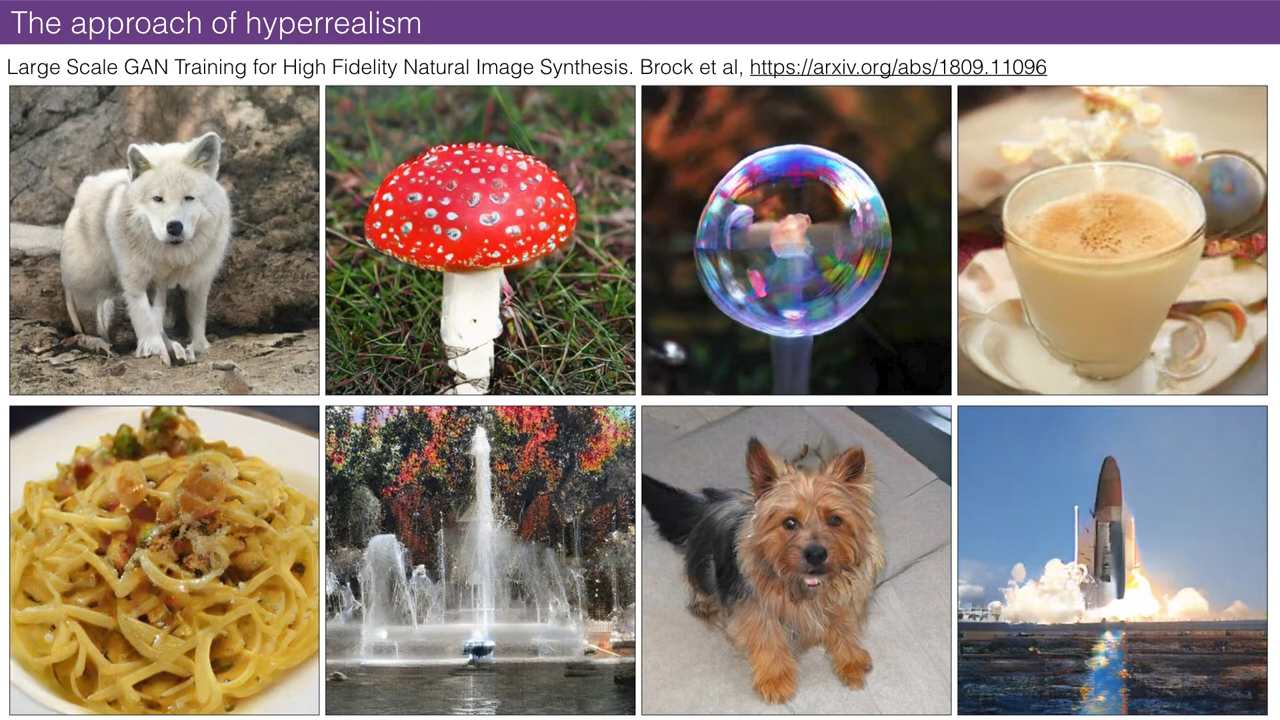 The approach of hyperrealism
Large Scale GAN Training for High Fidelity Natural Image Synthesis. Brock et al, https://arxiv.org/abs/1809.11096